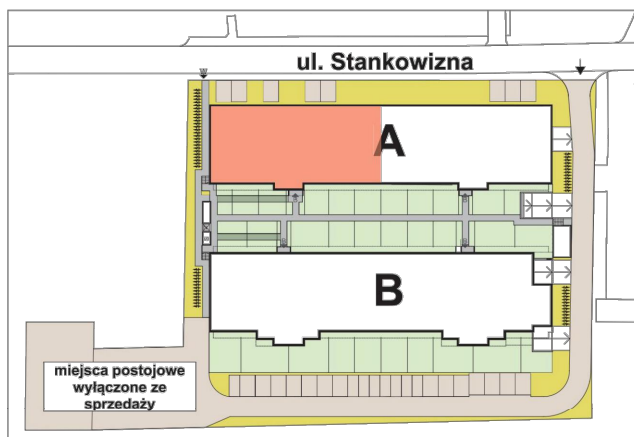 ul. Stankowizna
A
B
miejsca postojowe
wyłączone ze
sprzedaży